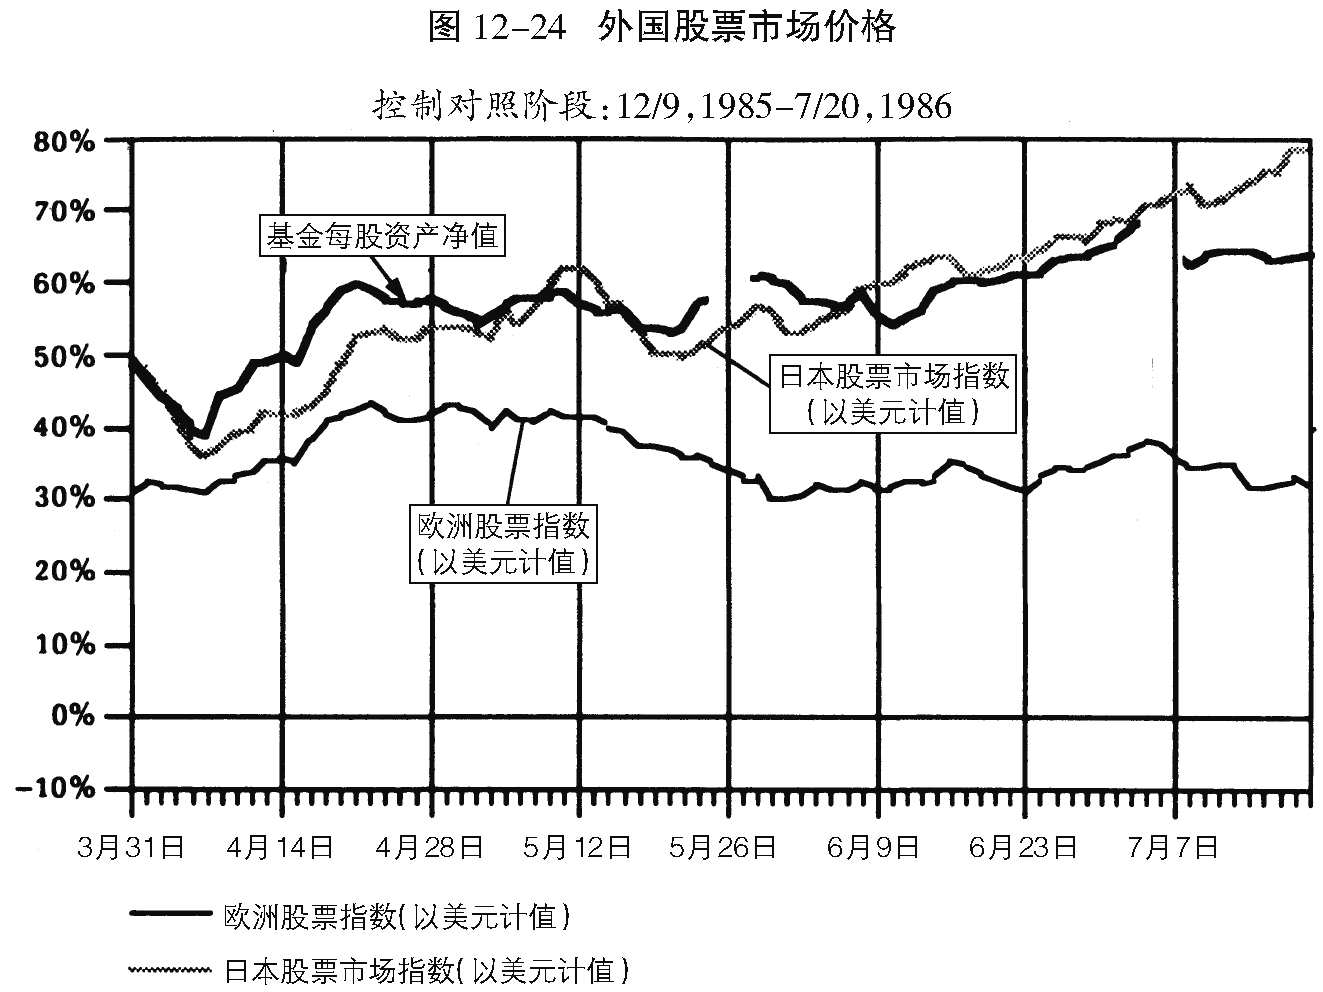 图 12–24 外国股票市场价格
控制对照阶段:12/9,1985–7/20,1986
80%
70%
60%
50%
40%
30%
20%
10%
0%
–10%
基金每股资产净值
日本股票市场指数
(以美元计值)
欧洲股票指数
(以美元计值)
3月31日 4月14日 4月28日 5月12日 5月26日 6月9日 6月23日 7月7日
欧洲股票指数(以美元计值)
日本股票市场指数(以美元计值)